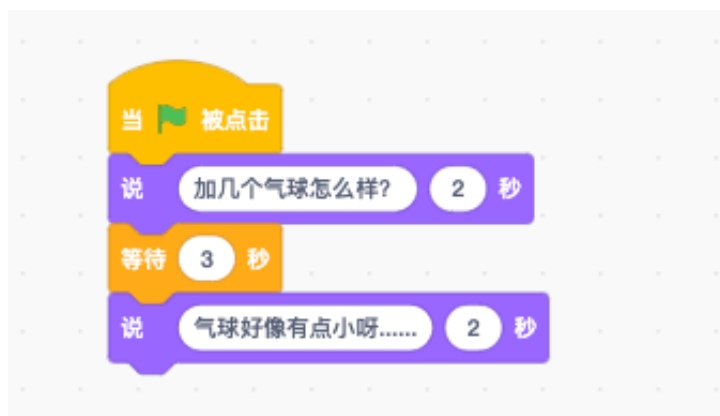 当 被点击
说 加几个气球怎么样? 2 秒
等待 3 秒
说 气球好像有点小呀...... 2 秒